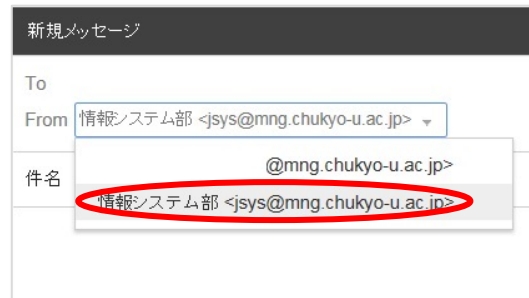 新規メッセージ
To
From 情報システム部 <jsys@mng.chukyo-u.ac.jp>
@mng.chukyo-u.ac.jp>
件名
情報システム部 <jsys@mng.chukyo-u.ac.jp>